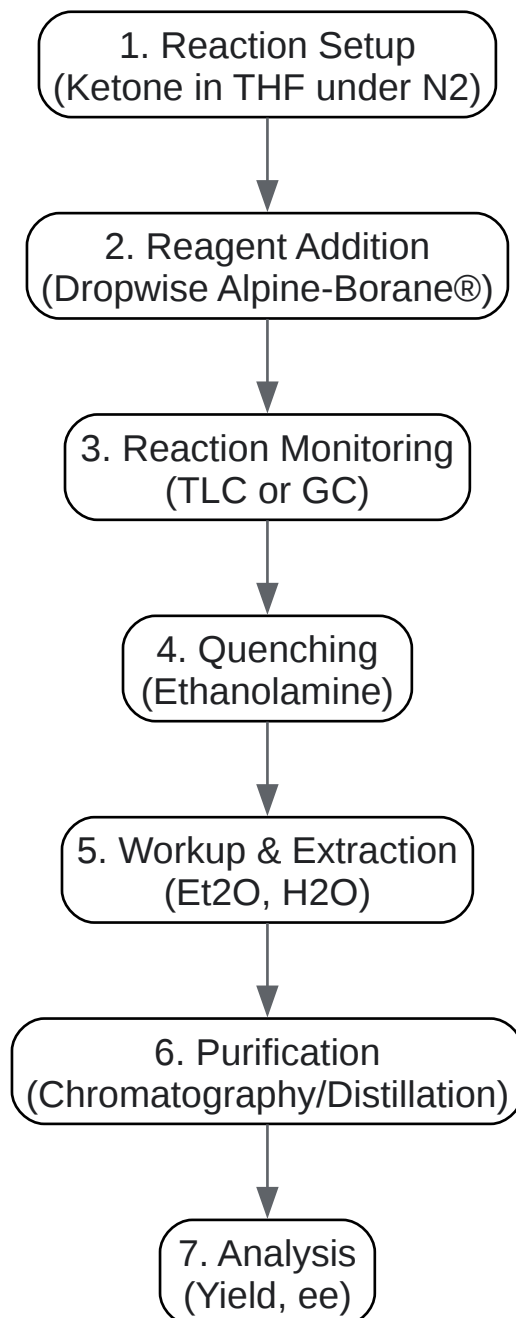 1. Reaction Setup
(Ketone in THF under N2)
2. Reagent Addition
(Dropwise Alpine-Borane®)
3. Reaction Monitoring
(TLC or GC)
4. Quenching
(Ethanolamine)
5. Workup & Extraction
(Et2O, H2O)
6. Purification
(Chromatography/Distillation)
7. Analysis
(Yield, ee)